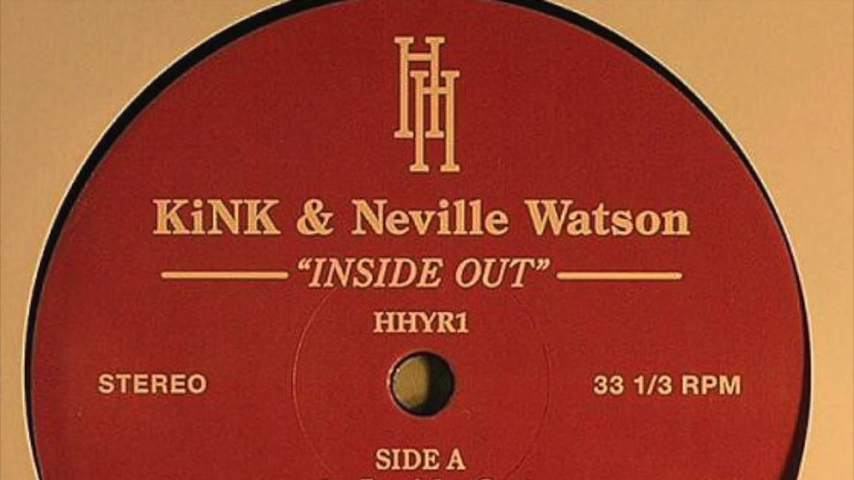 HH
KiNK & Neville Watson
"INSIDE OUT"
HHYR1
STEREO
33 1/3 RPM
SIDE A